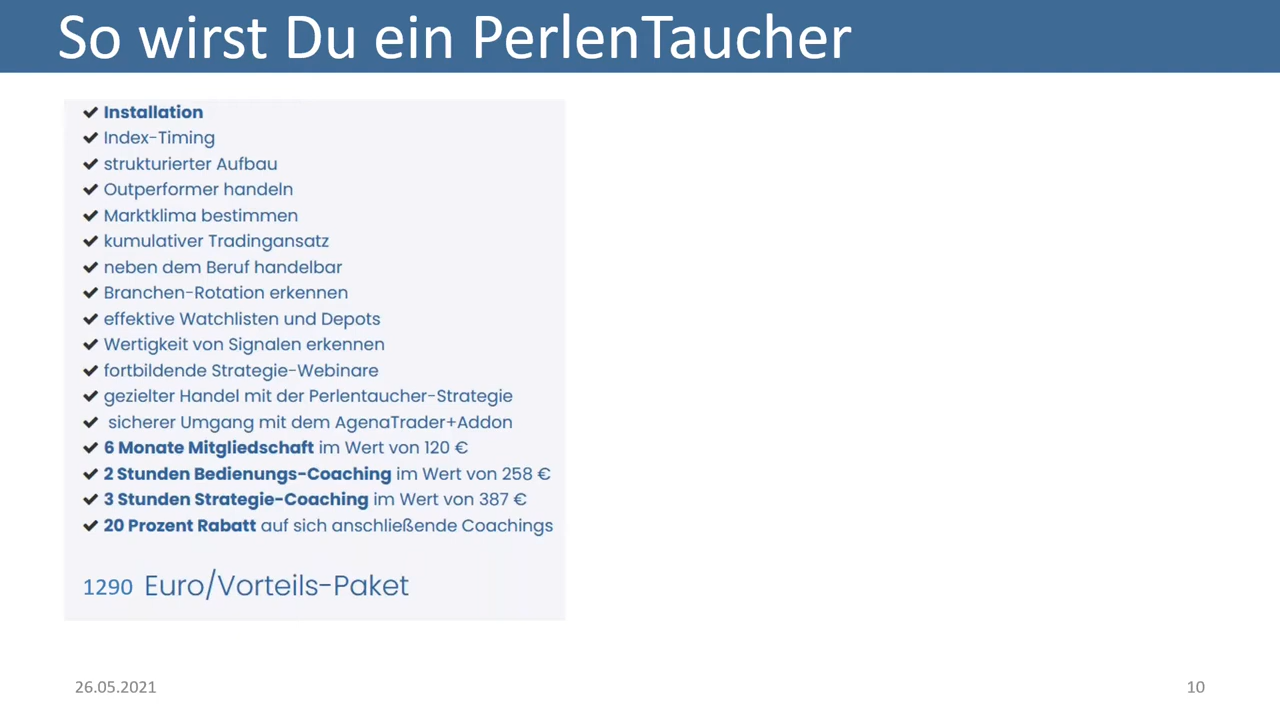 So wirst Du ein PerlenTaucher
✔ Installation
✔ Index-Timing
✔ strukturierter Aufbau
✔ Outperformer handeln
✔ Marktklima bestimmen
✔ kumulativer Tradingansatz
✔ neben dem Beruf handelbar
✔ Branchen-Rotation erkennen
✔ effektive Watchlisten und Depots
✔ Wertigkeit von Signalen erkennen
✔ fortbildende Strategie-Webinare
✔ gezielter Handel mit der Perlentaucher-Strategie
✔ sicherer Umgang mit dem AgenaTrader+Addon
✔ 6 Monate Mitgliedschaft im Wert von 120 €
✔ 2 Stunden Bedienungs-Coaching im Wert von 258 €
✔ 3 Stunden Strategie-Coaching im Wert von 387 €
✔ 20 Prozent Rabatt auf sich anschließende Coachings
1290 Euro/Vorteils-Paket
26.05.2021
10